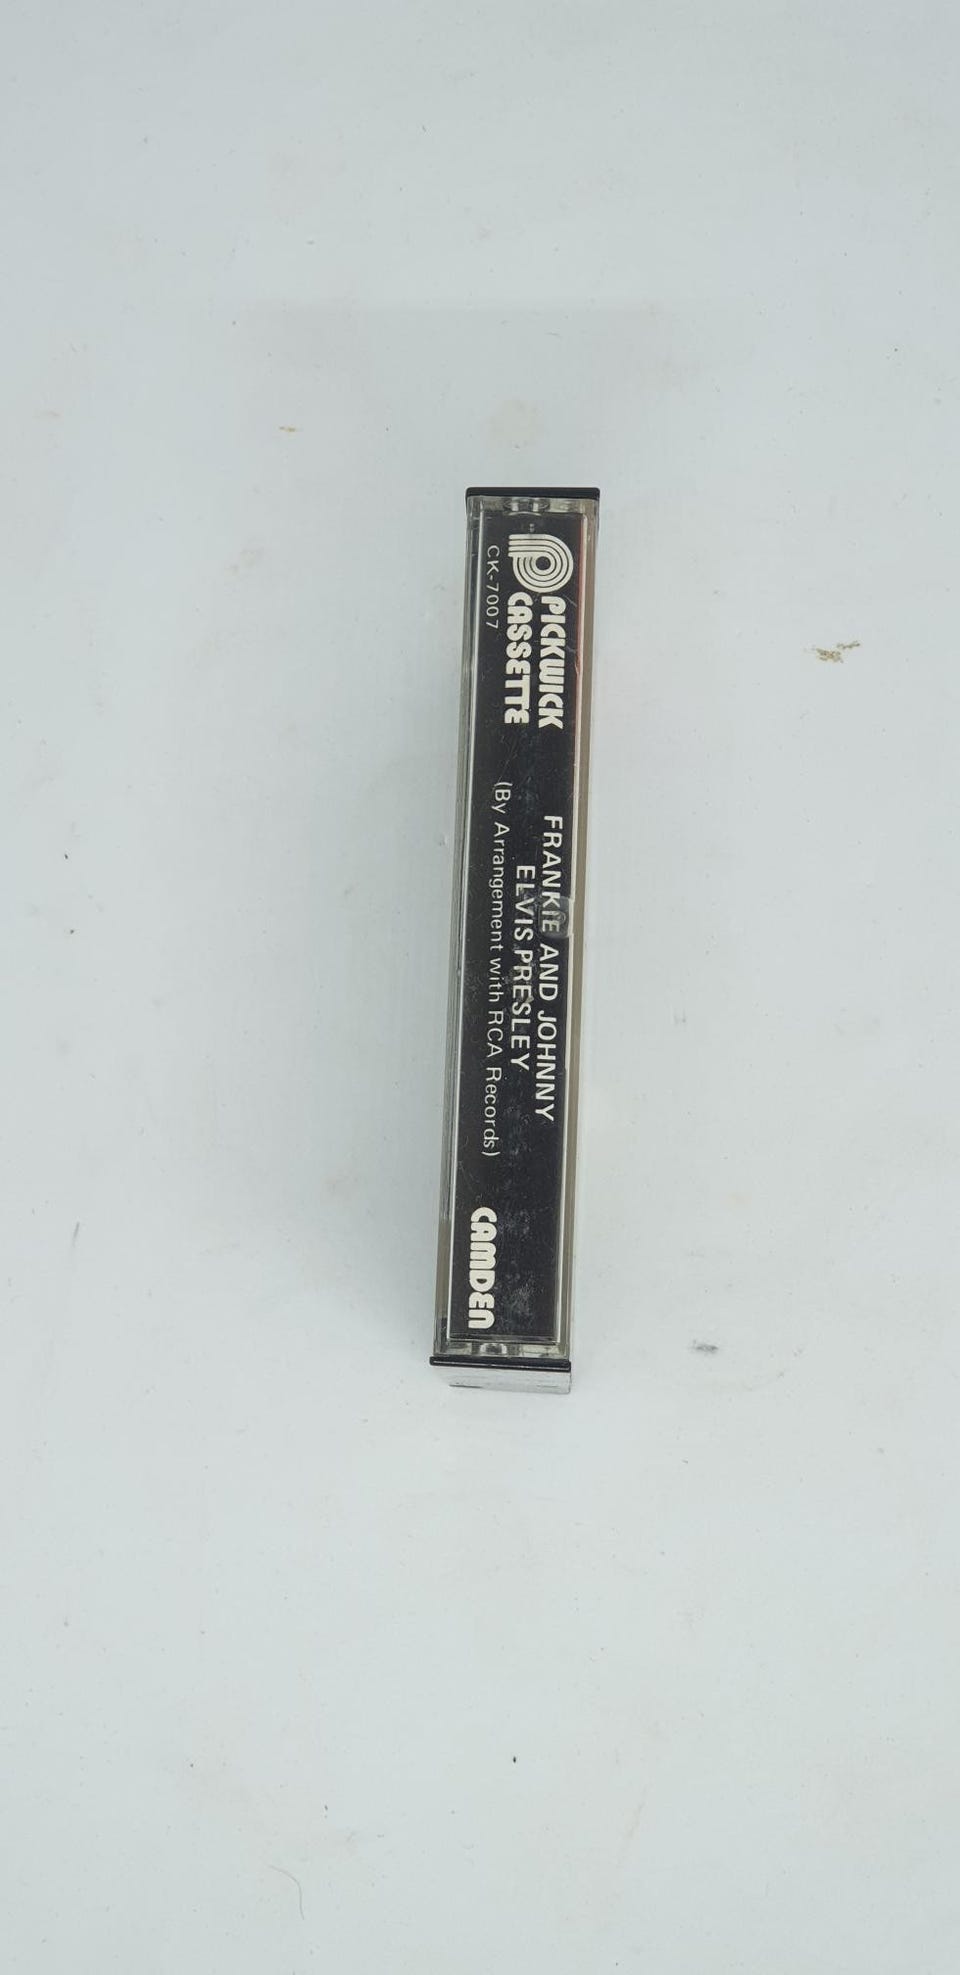 PICKWICK
CASSETTE
CK-7007
FRANKIE AND JOHNNY
ELVIS PRESLEY
(By Arrangement with RCA Records)
CAMDEN